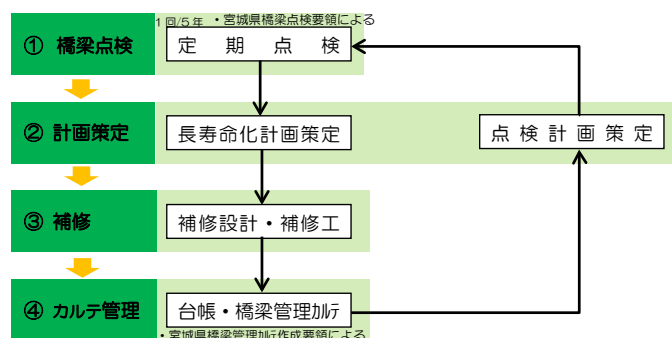 1回/5年 ・宮城県橋梁点検要領による
① 橋梁点検
定期点検
② 計画策定
長寿命化計画策定
点検計画策定
③ 補修
補修設計・補修工
④ カルテ管理
台帳・橋梁管理カルテ
・宮城県橋梁管理カルテ作成要領による